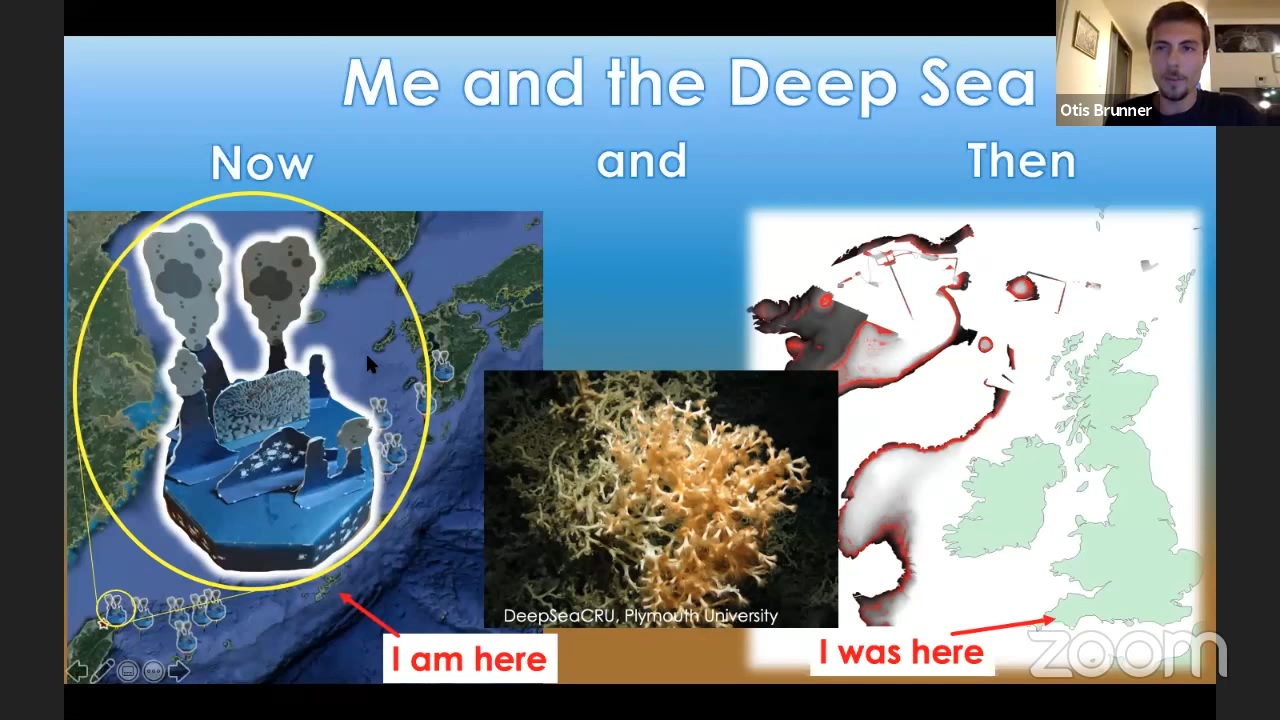 Me and the Deep Sea
Otis Brunner
Now
and
Then
DeepSeaCRU, Plymouth University
I am here
I was here
zoom